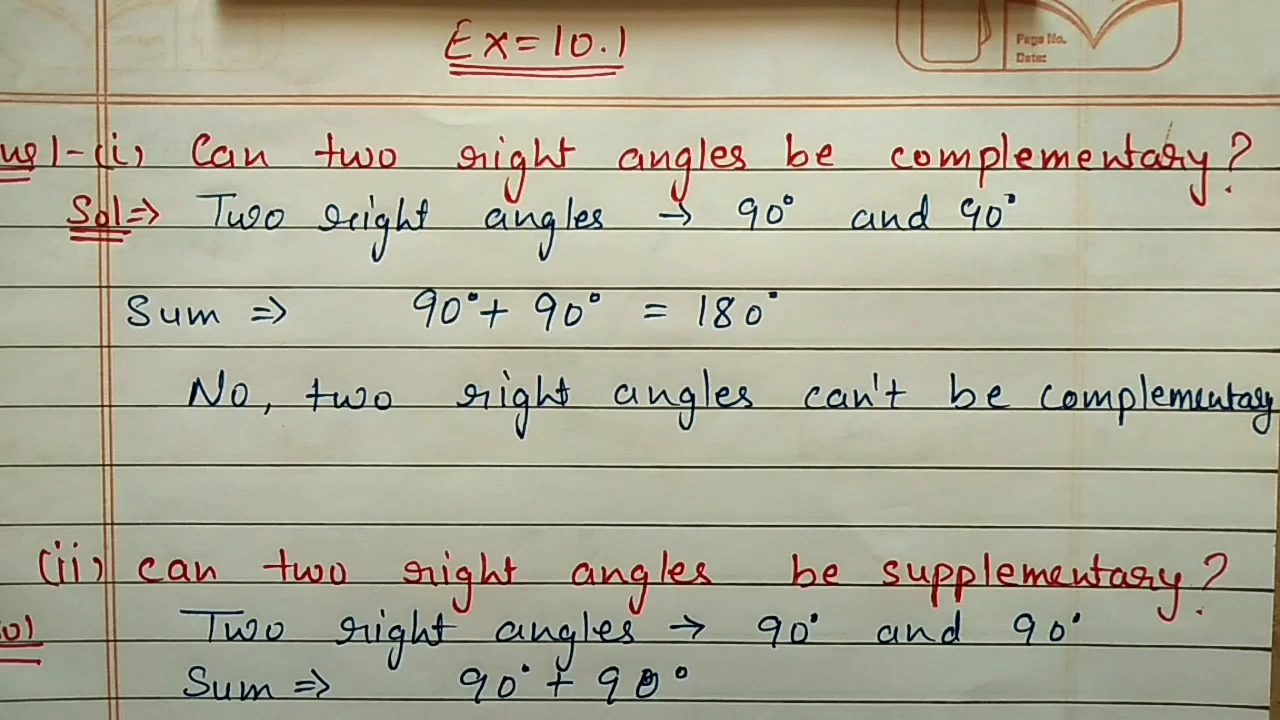 Page No.
Date:
Ex=10.1
1-(i) Can two right angles be complementary?
Sol⇒ Two right angles → 90° and 90°
Sum ⇒ 90°+ 90° = 180°
No, two right angles can't be complementary
(ii) can two right angles be supplementary?
Two right angles → 90° and 90°
Sum ⇒ 90° + 90°